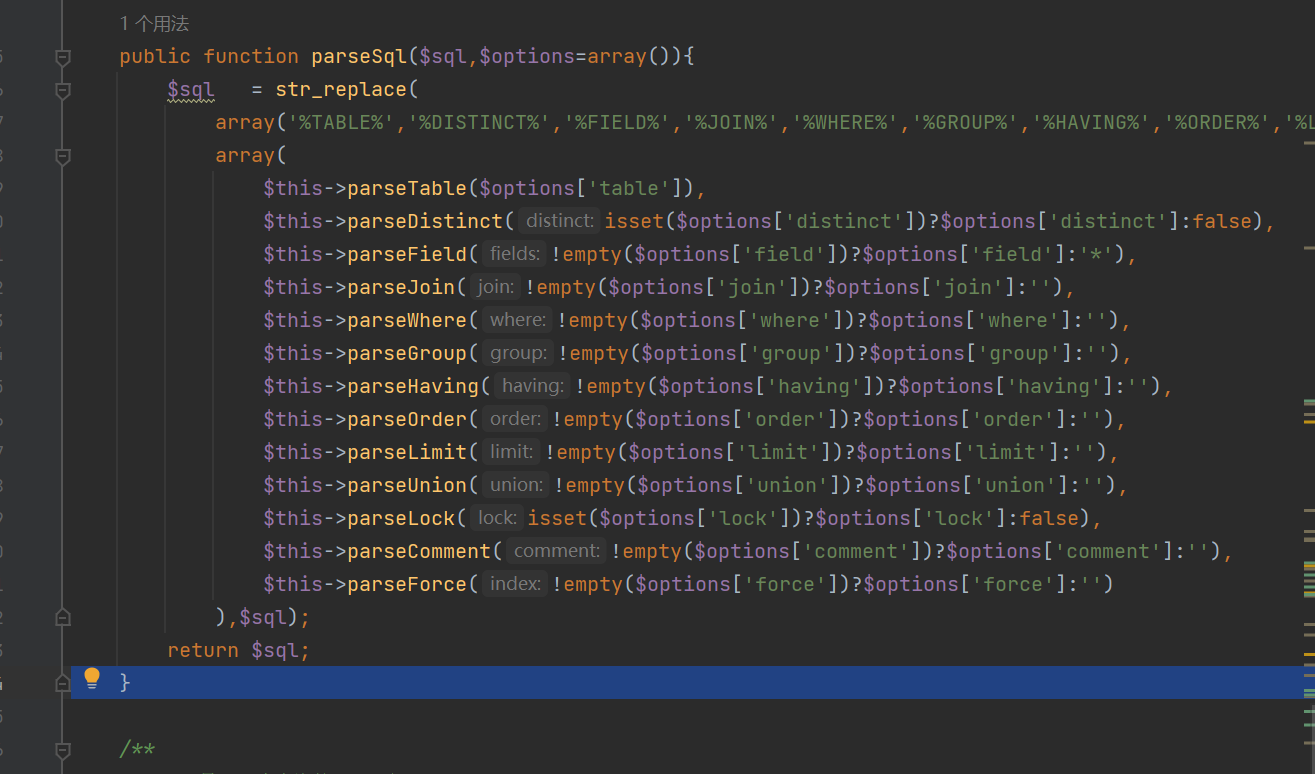 1 个用法
public function parseSql($sql,$options=array()){
$sql = str_replace(
array('%TABLE%','%DISTINCT%','%FIELD%','%JOIN%','%WHERE%','%GROUP%','%HAVING%','%ORDER%','%L
array(
$this->parseTable($options['table']),
$this->parseDistinct( distinct: isset($options['distinct'])?$options['distinct']:false),
$this->parseField( fields: !empty($options['field'])?$options['field']:'*'),
$this->parseJoin( join: !empty($options['join'])?$options['join']:''),
$this->parseWhere( where: !empty($options['where'])?$options['where']:''),
$this->parseGroup( group: !empty($options['group'])?$options['group']:''),
$this->parseHaving( having: !empty($options['having'])?$options['having']:''),
$this->parseOrder( order: !empty($options['order'])?$options['order']:''),
$this->parseLimit( limit: !empty($options['limit'])?$options['limit']:''),
$this->parseUnion( union: !empty($options['union'])?$options['union']:''),
$this->parseLock( lock: isset($options['lock'])?$options['lock']:false),
$this->parseComment( comment: !empty($options['comment'])?$options['comment']:''),
$this->parseForce( index: !empty($options['force'])?$options['force']:'')
),$sql);
return $sql;
}
/**